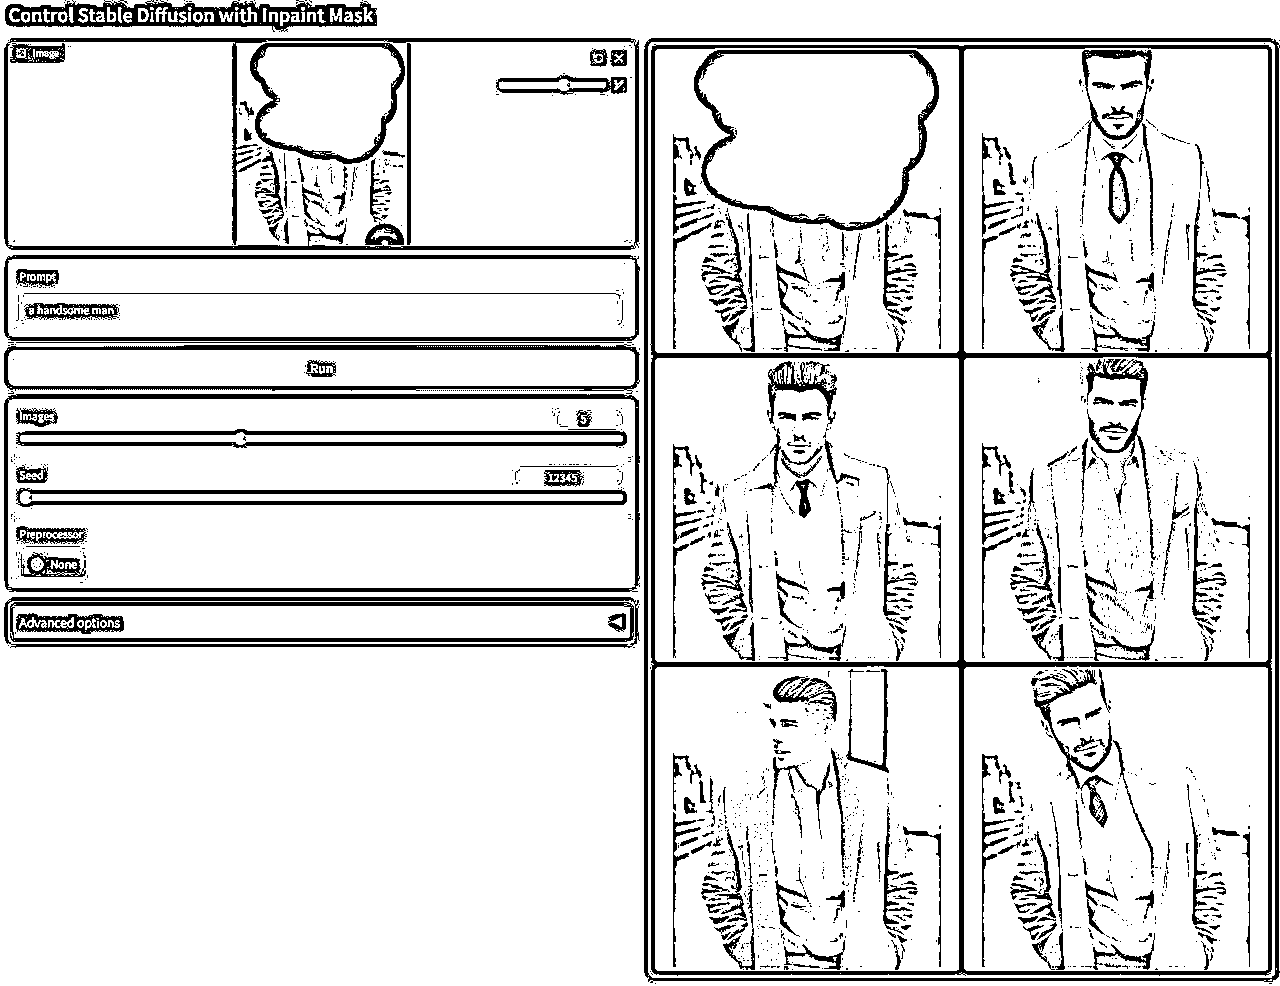 Control Stable Diffusion with Inpaint Mask
Image
Prompt
a handsome man
Run
Images
5
Seed
12345
Preprocessor
None
Advanced options